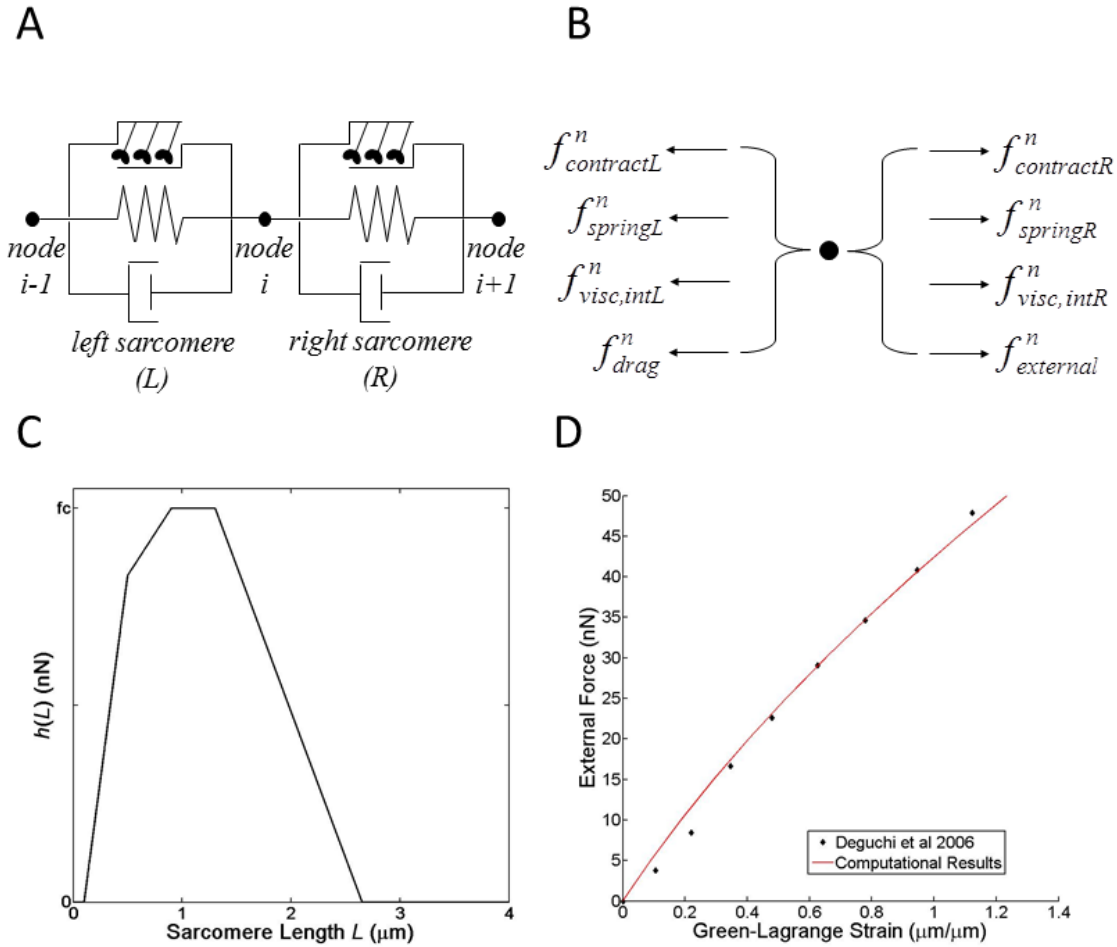 A
B
node
i-1
node
i
node
i+1
left sarcomere
(L)
right sarcomere
(R)
f^n_contractL
f^n_springL
f^n_visc,intL
f^n_drag
f^n_contractR
f^n_springR
f^n_visc,intR
f^n_external
C
D
h(L) (nN)
fc
0
0
1
2
3
4
Sarcomere Length L (μm)
External Force (nN)
50
45
40
35
30
25
20
15
10
5
0
0
0.2
0.4
0.6
0.8
1
1.2
1.4
Green-Lagrange Strain (μm/μm)
Deguchi et al 2006
Computational Results